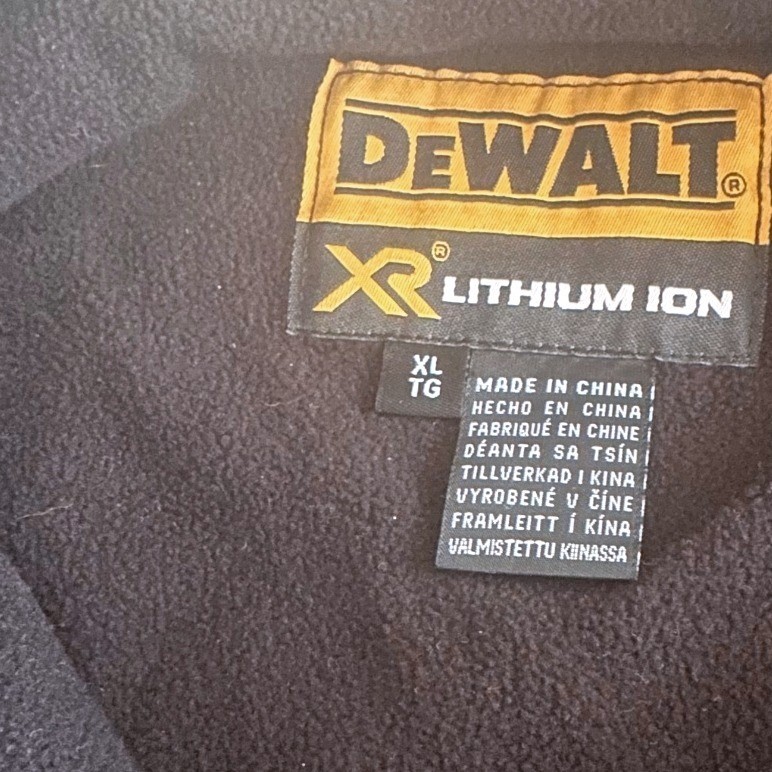 DEWALT®
XR® LITHIUM ION
XL
TG
MADE IN CHINA
HECHO EN CHINA
FABRIQUÉ EN CHINE
DÉANTA SA TSÍN
TILLVERKAD I KINA
VYROBENÉ V ČÍNE
FRAMLEITT Í KÍNA
VALMISTETTU KIINASSA